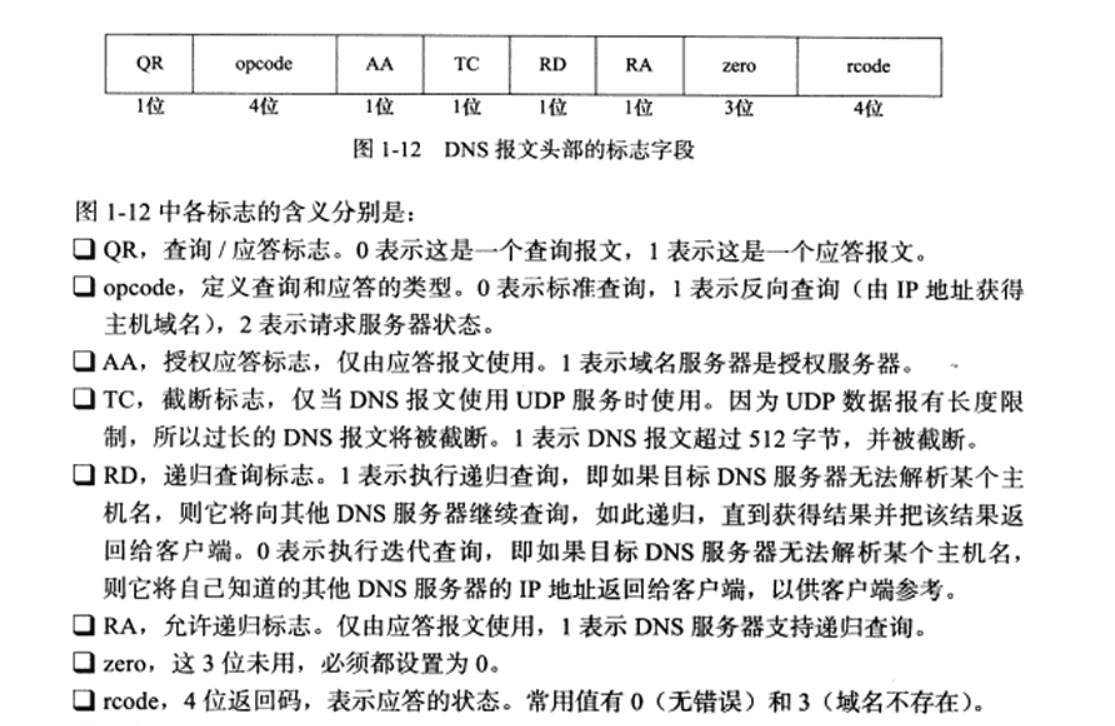 QR opcode AA TC RD RA zero rcode
1位 4位 1位 1位 1位 1位 3位 4位
图 1-12 DNS 报文头部的标志字段
图 1-12 中各标志的含义分别是：
❑ QR，查询 / 应答标志。0 表示这是一个查询报文，1 表示这是一个应答报文。
❑ opcode，定义查询和应答的类型。0 表示标准查询，1 表示反向查询（由 IP 地址获得
主机域名），2 表示请求服务器状态。
❑ AA，授权应答标志，仅由应答报文使用。1 表示域名服务器是授权服务器。
❑ TC，截断标志，仅当 DNS 报文使用 UDP 服务时使用。因为 UDP 数据报有长度限
制，所以过长的 DNS 报文将被截断。1 表示 DNS 报文超过 512 字节，并被截断。
❑ RD，递归查询标志。1 表示执行递归查询，即如果目标 DNS 服务器无法解析某个主
机名，则它将向其他 DNS 服务器继续查询，如此递归，直到获得结果并把该结果返
回给客户端。0 表示执行迭代查询，即如果目标 DNS 服务器无法解析某个主机名，
则它将自己知道的其他 DNS 服务器的 IP 地址返回给客户端，以供客户端参考。
❑ RA，允许递归标志。仅由应答报文使用，1 表示 DNS 服务器支持递归查询。
❑ zero，这 3 位未用，必须都设置为 0。
❑ rcode，4 位返回码，表示应答的状态。常用值有 0（无错误）和 3（域名不存在）。